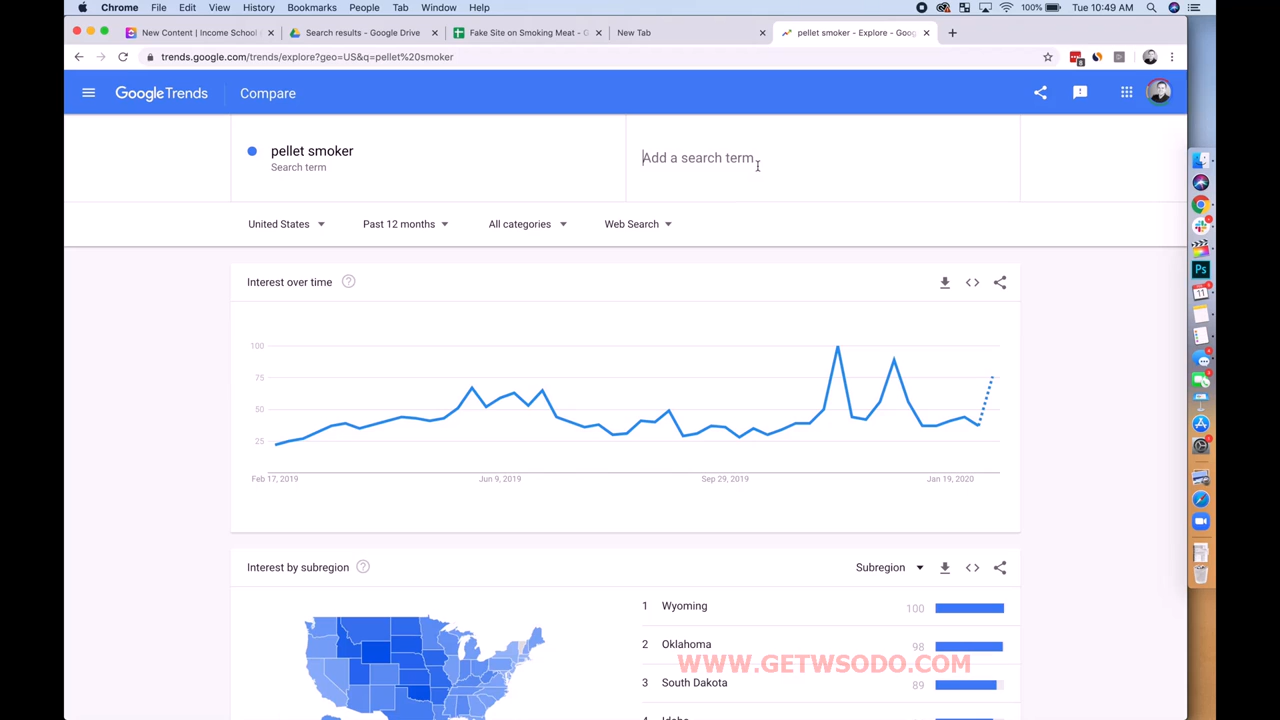 Chrome File Edit View History Bookmarks People Tab Window Help 100% Tue 10:49 AM
New Content | Income School Search results - Google Drive Fake Site on Smoking Meat - G New Tab pellet smoker - Explore - Goog
trends.google.com/trends/explore?geo=US&q=pellet%20smoker
Google Trends Compare
pellet smoker
Search term
Add a search term
United States Past 12 months All categories Web Search
Interest over time
100
75
50
25
Feb 17, 2019 Jun 9, 2019 Sep 29, 2019 Jan 19, 2020
Interest by subregion Subregion
1 Wyoming 100
2 Oklahoma 98
WWW.GETWSODO.COM
3 South Dakota 89
4 Idaho